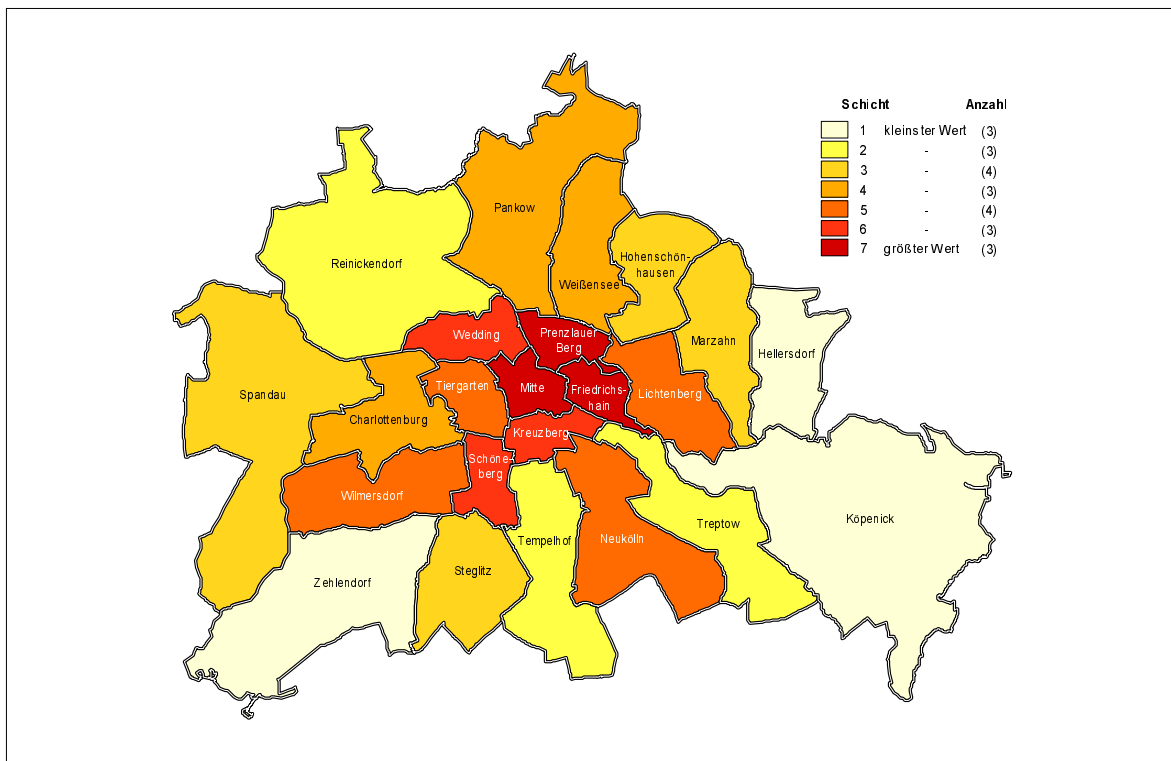 Schicht Anzahl
1 kleinster Wert (3)
2 - (3)
3 - (4)
4 - (3)
5 - (4)
6 - (3)
7 größter Wert (3)
Pankow
Reinickendorf
Hohenschön-
hausen
Weißensee
Wedding
Prenzlauer
Berg
Marzahn
Hellersdorf
Spandau
Tiergarten
Mitte
Friedrichs-
hain
Lichtenberg
Charlottenburg
Kreuzberg
Schöne-
berg
Wilmersdorf
Tempelhof
Neukölln
Treptow
Köpenick
Zehlendorf
Steglitz